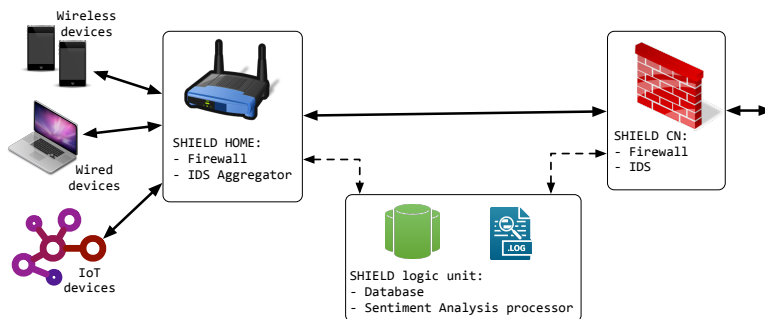 Wireless
devices
Wired
devices
IoT
devices
SHIELD HOME:
- Firewall
- IDS Aggregator
SHIELD CN:
- Firewall
- IDS
.LOG
SHIELD logic unit:
- Database
- Sentiment Analysis processor